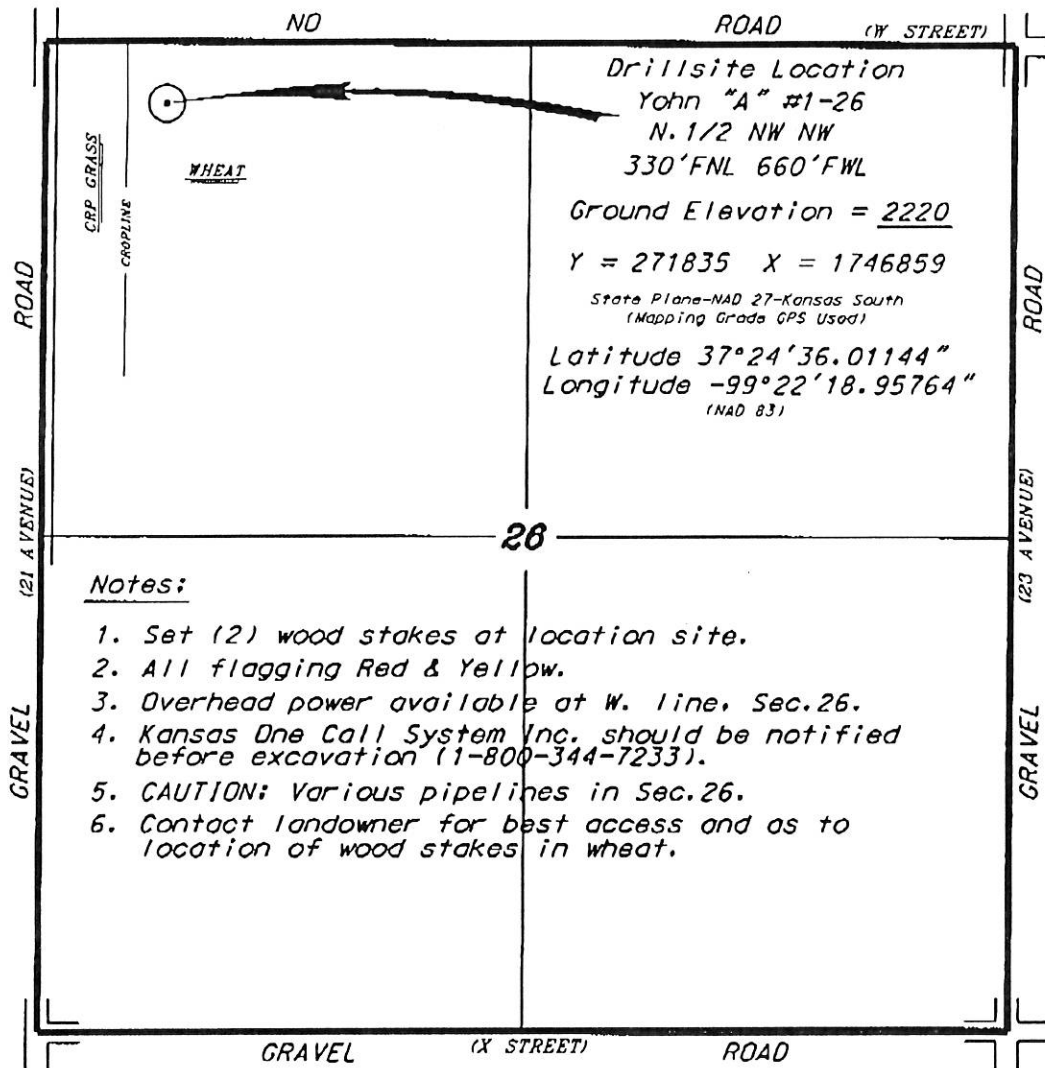 NO ROAD (W STREET)
Drillsite Location
Yohn "A" #1-26
N. 1/2 NW NW
330'FNL 660'FWL
Ground Elevation = 2220
Y = 271835 X = 1746859
State Plane-NAD 27-Kansas South
(Mapping Grade GPS Used)
Latitude 37°24'36.01144"
Longitude -99°22'18.95764"
(NAD 83)
CRP GRASS
CROPLINE
WHEAT
ROAD
(21 AVENUE)
GRAVEL
ROAD
(23 AVENUE)
GRAVEL
26
Notes:
1. Set (2) wood stakes at location site.
2. All flagging Red & Yellow.
3. Overhead power available at W. line, Sec.26.
4. Kansas One Call System Inc. should be notified
before excavation (1-800-344-7233).
5. CAUTION: Various pipelines in Sec.26.
6. Contact landowner for best access and as to
location of wood stakes in wheat.
GRAVEL (X STREET) ROAD